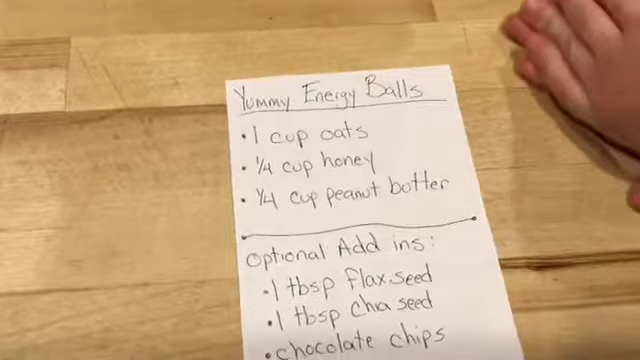 Yummy Energy Balls
• 1 cup oats
• 1/4 cup honey
• 1/4 cup peanut butter
Optional Add ins:
• 1 tbsp flax seed
• 1 tbsp chia seed
• chocolate chips